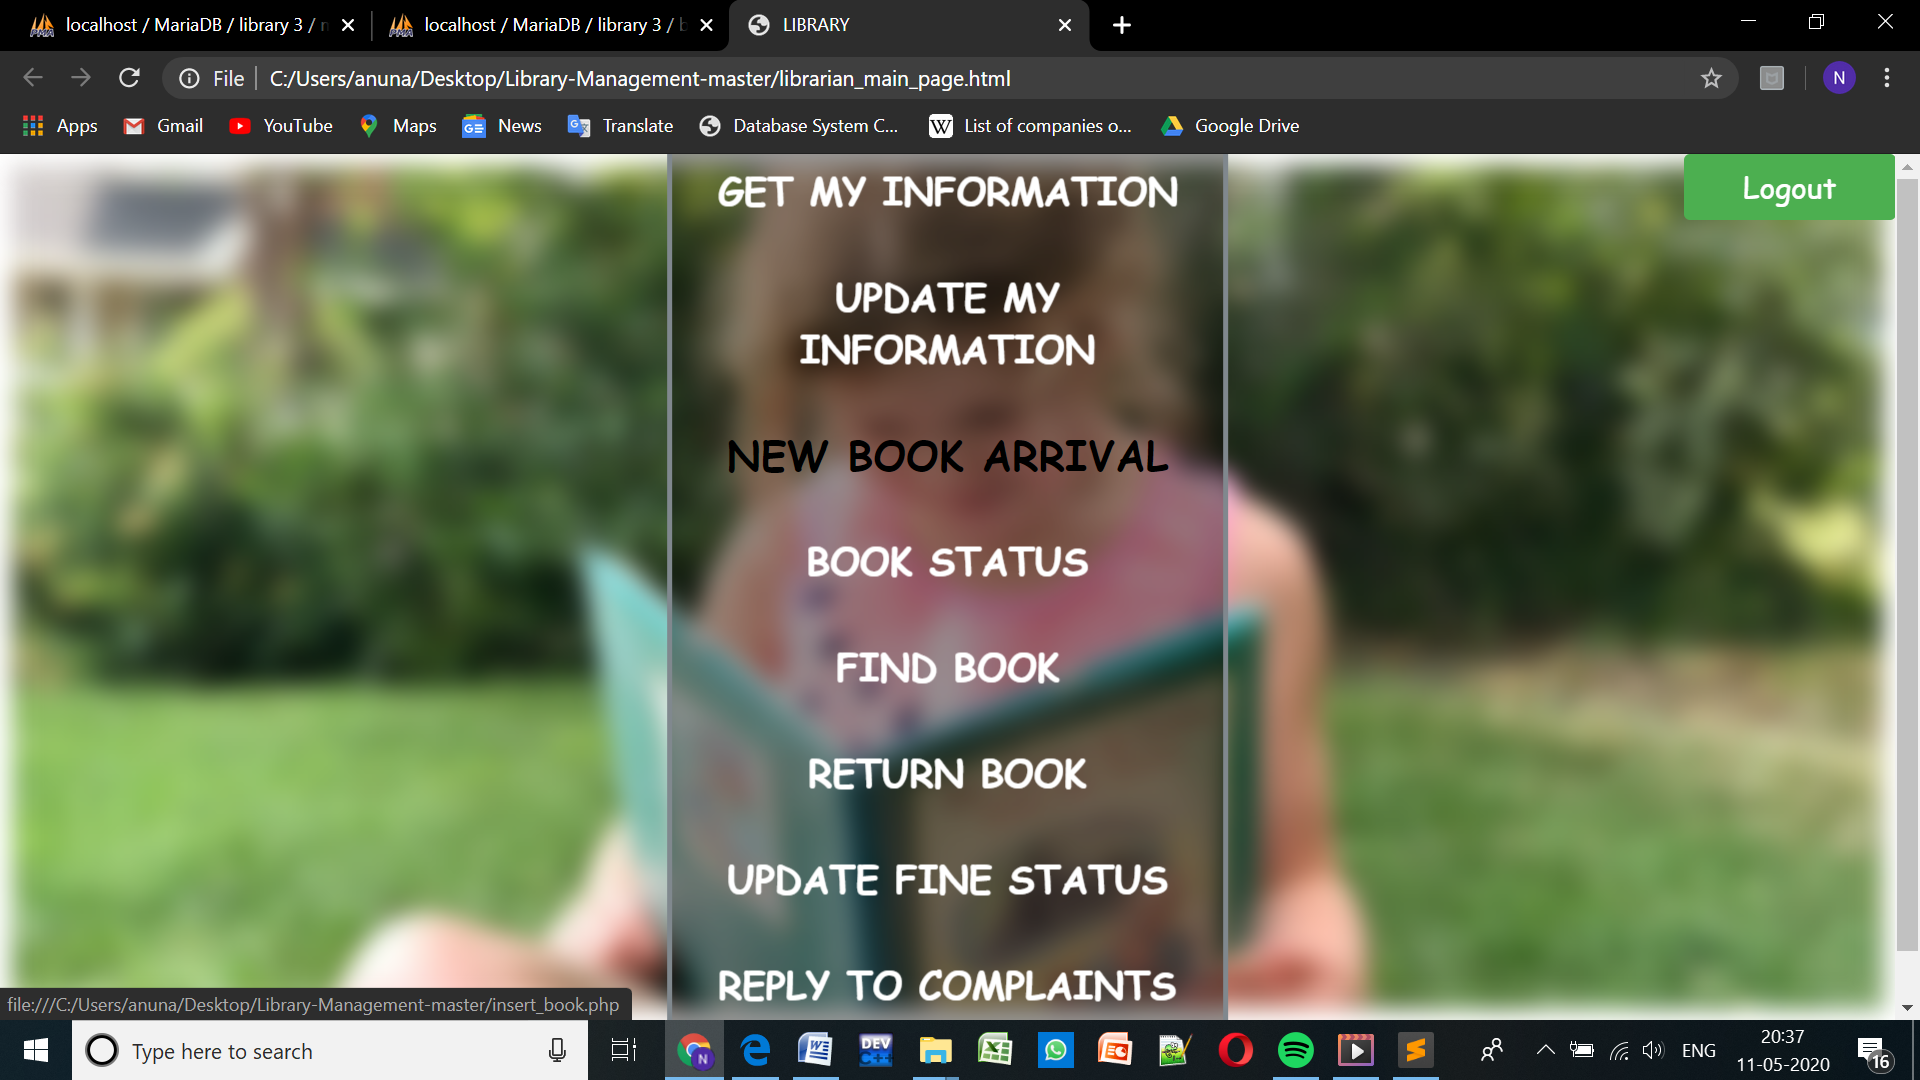 localhost / MariaDB / library 3 /
localhost / MariaDB / library 3 /
LIBRARY
File
C:/Users/anuna/Desktop/Library-Management-master/librarian_main_page.html
N
Apps
Gmail
YouTube
Maps
News
Translate
Database System C...
List of companies o...
Google Drive
Logout
GET MY INFORMATION
UPDATE MY
INFORMATION
NEW BOOK ARRIVAL
BOOK STATUS
FIND BOOK
RETURN BOOK
UPDATE FINE STATUS
REPLY TO COMPLAINTS
file:///C:/Users/anuna/Desktop/Library-Management-master/insert_book.php
Type here to search
N
DEV
ENG
20:37
11-05-2020
16